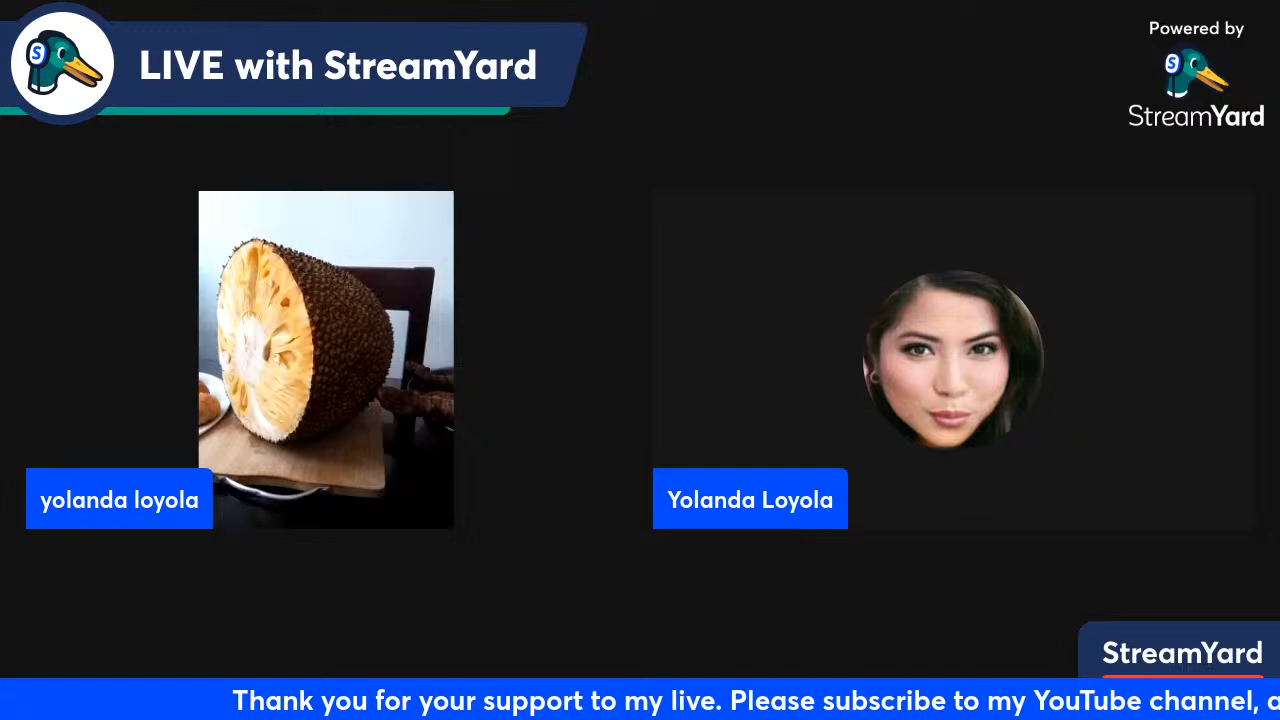 S
LIVE with StreamYard
Powered by
S
StreamYard
yolanda loyola
Yolanda Loyola
StreamYard
Thank you for your support to my live. Please subscribe to my YouTube channel,